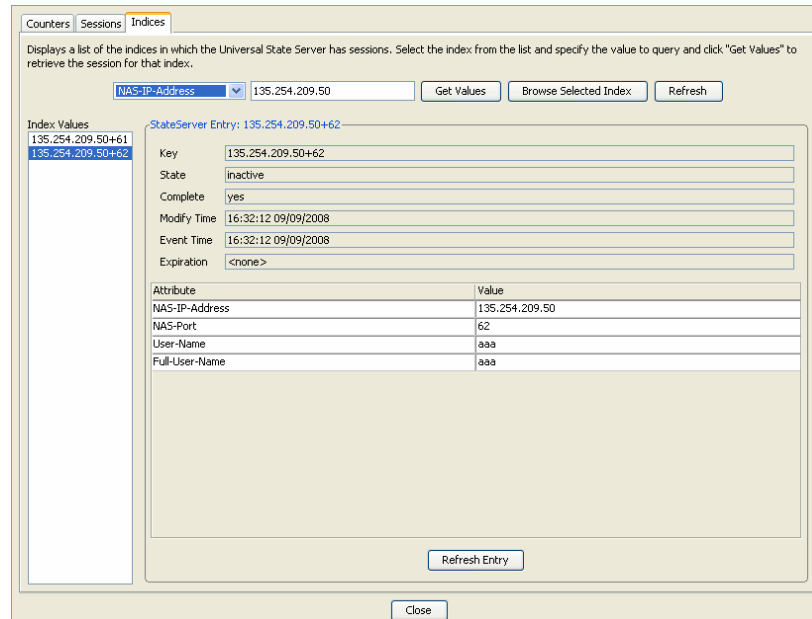 Counters Sessions Indices
Displays a list of the indices in which the Universal State Server has sessions. Select the index from the list and specify the value to query and click "Get Values" to
retrieve the session for that index.
NAS-IP-Address 135.254.209.50 Get Values Browse Selected Index Refresh
Index Values
135.254.209.50+61
135.254.209.50+62
StateServer Entry: 135.254.209.50+62
Key 135.254.209.50+62
State inactive
Complete yes
Modify Time 16:32:12 09/09/2008
Event Time 16:32:12 09/09/2008
Expiration <none>
Attribute Value
NAS-IP-Address 135.254.209.50
NAS-Port 62
User-Name aaa
Full-User-Name aaa
Refresh Entry
Close